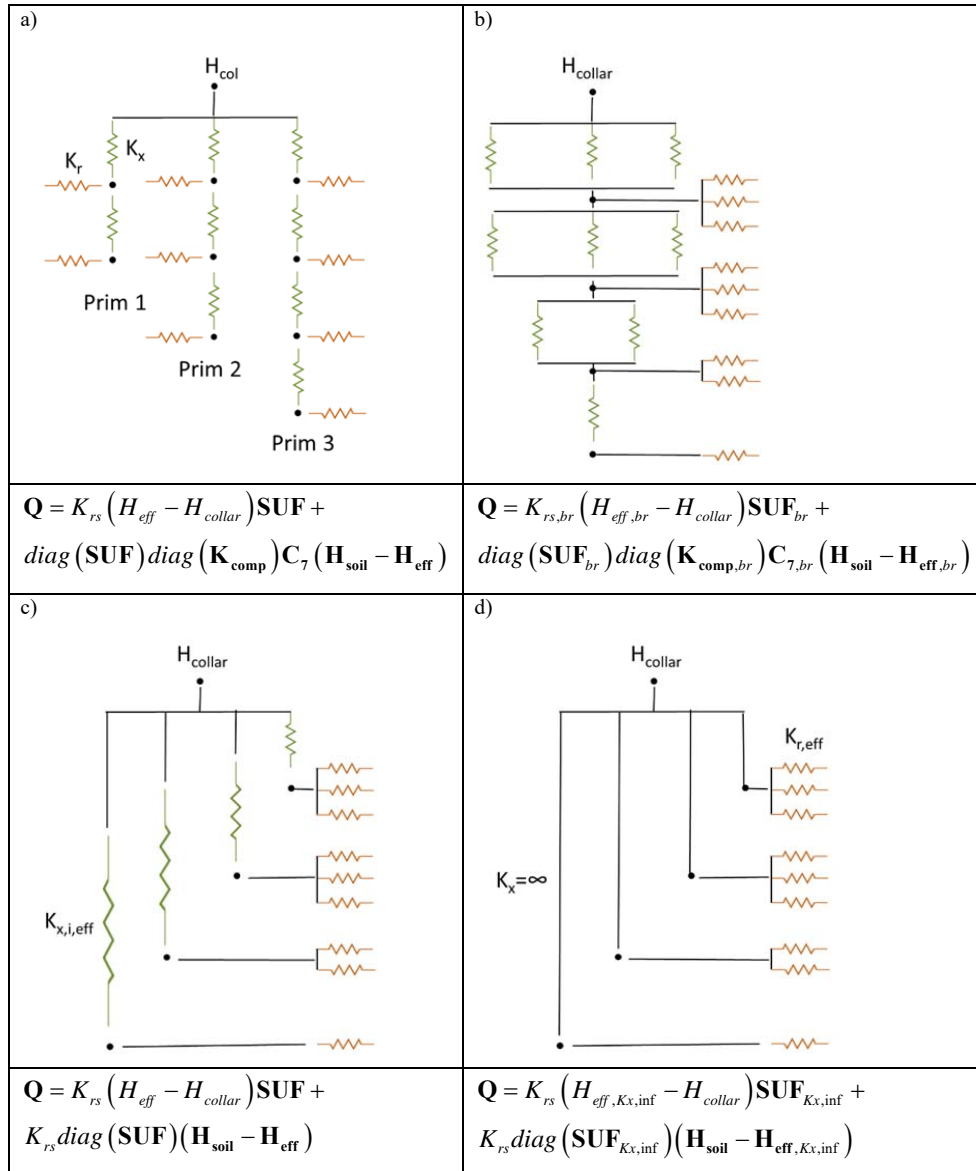 a)
H_col
K_r
K_x
Prim 1
Prim 2
Prim 3
b)
H_collar
Q = K_rs (H_eff − H_collar) SUF +
diag (SUF) diag (K_comp) C_7 (H_soil − H_eff)
Q = K_rs,br (H_eff,br − H_collar) SUF_br +
diag (SUF_br) diag (K_comp,br) C_7,br (H_soil − H_eff,br)
c)
H_collar
K_x,i,eff
d)
H_collar
K_r,eff
K_x=∞
Q = K_rs (H_eff − H_collar) SUF +
K_rs diag (SUF) (H_soil − H_eff)
Q = K_rs (H_eff,Kx,inf − H_collar) SUF_Kx,inf +
K_rs diag (SUF_Kx,inf) (H_soil − H_eff,Kx,inf)